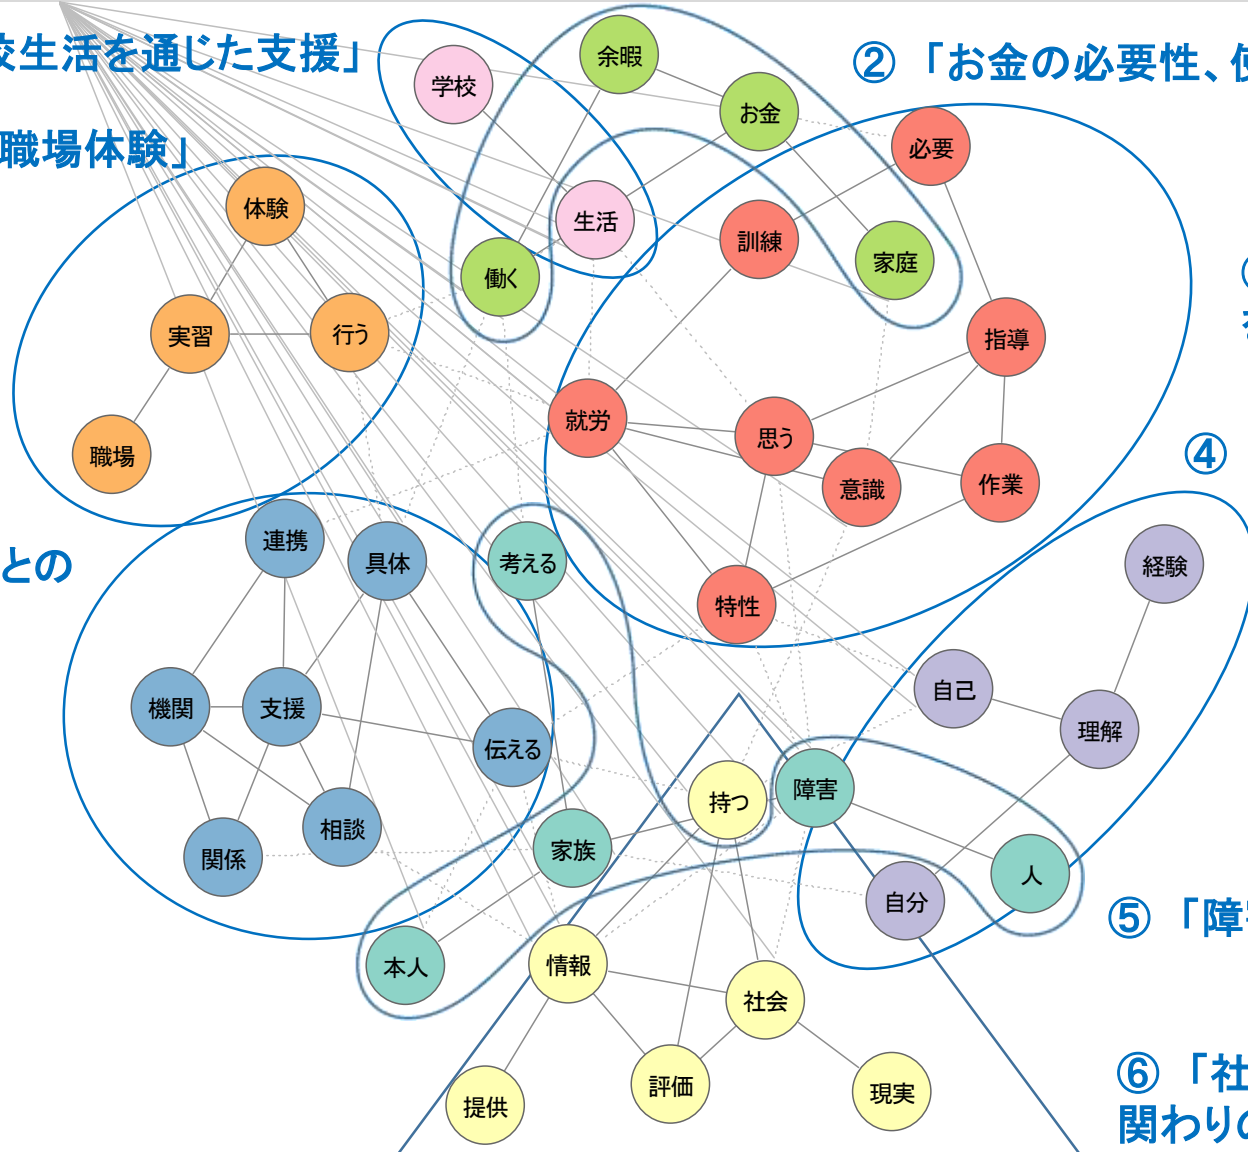 校生活を通じた支援」
② 「お金の必要性、使
職場体験」
との
④
⑤ 「障害
⑥ 「社
関わりの
余暇
学校
お金
必要
体験
生活
訓練
家庭
働く
実習
行う
指導
就労
思う
職場
意識
作業
連携
具体
考える
経験
特性
自己
機関
支援
理解
伝える
障害
持つ
相談
関係
家族
人
自分
本人
情報
社会
評価
現実
提供